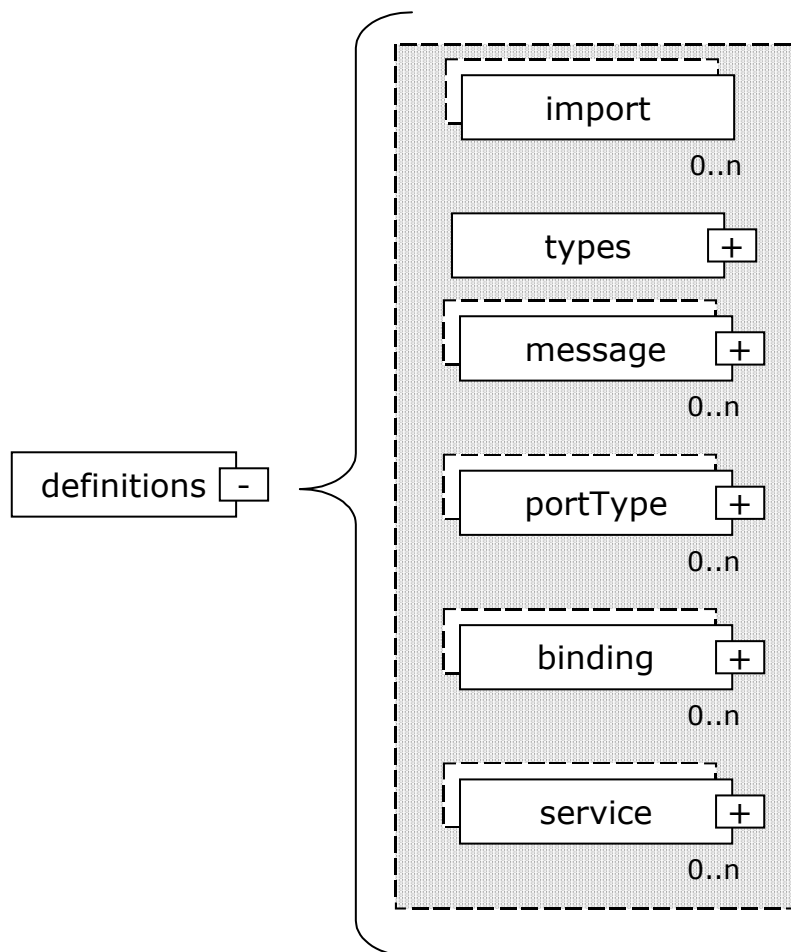 import
0..n
types
+
message
+
0..n
definitions
-
portType
+
0..n
binding
+
0..n
service
+
0..n